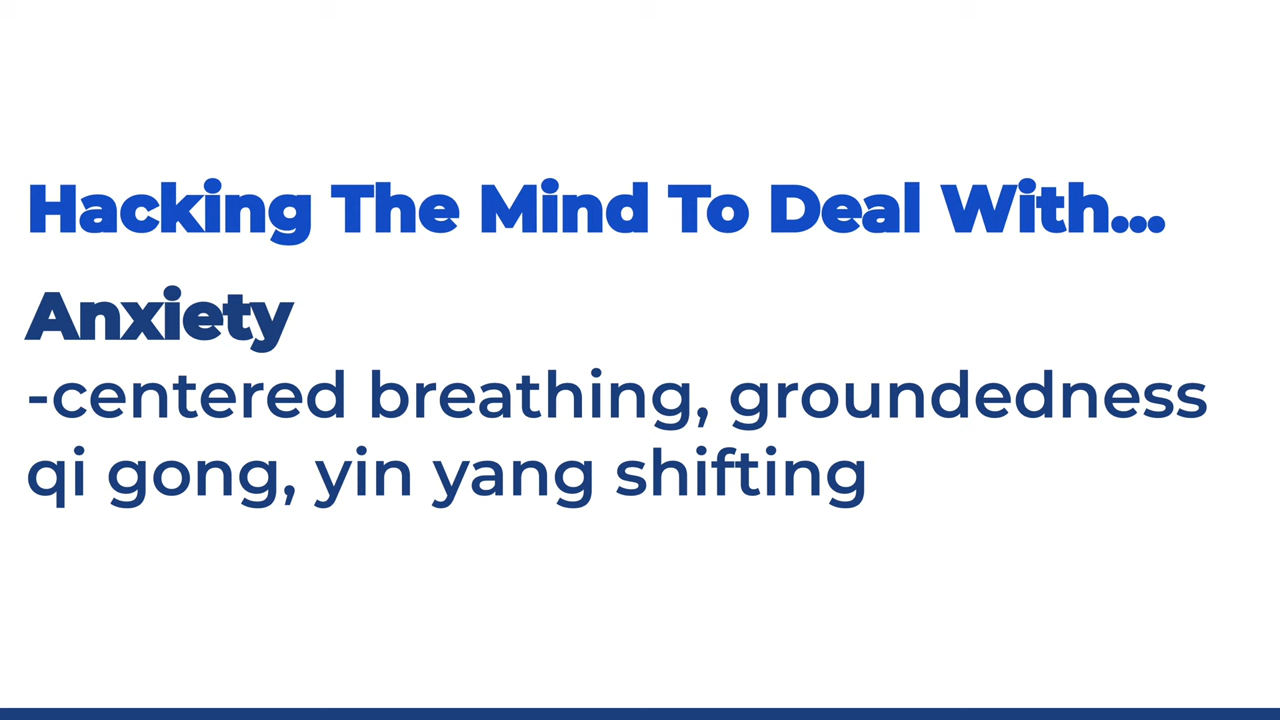 Hacking The Mind To Deal With...
Anxiety
-centered breathing, groundedness
qi gong, yin yang shifting